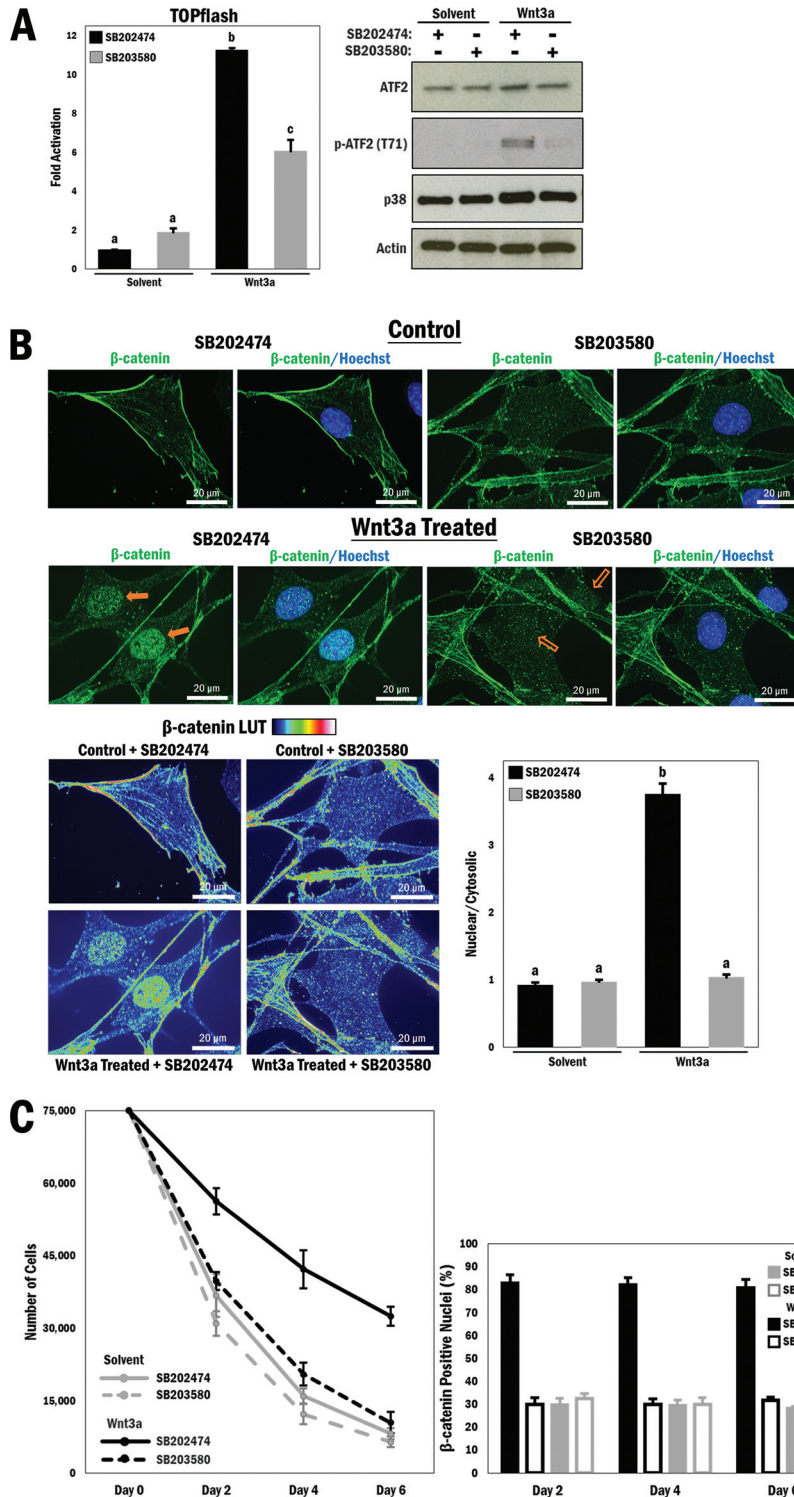 A
TOPflash
SB202474
SB203580
Fold Activation
12
10
8
6
4
2
0
a
a
b
c
Solvent
Wnt3a
Solvent Wnt3a
SB202474: + - + -
SB203580: - + - +
ATF2
p-ATF2 (T71)
p38
Actin
B
Control
SB202474 SB203580
β-catenin β-catenin/Hoechst β-catenin β-catenin/Hoechst
20 μm 20 μm 20 μm 20 μm
Wnt3a Treated
SB202474 SB203580
β-catenin β-catenin/Hoechst β-catenin β-catenin/Hoechst
20 μm 20 μm 20 μm 20 μm
β-catenin LUT
Control + SB202474 Control + SB203580
20 μm 20 μm
20 μm 20 μm
Wnt3a Treated + SB202474 Wnt3a Treated + SB203580
SB202474
SB203580
Nuclear/Cytosolic
4
3
2
1
0
a
a
b
a
Solvent
Wnt3a
C
Number of Cells
75,000
60,000
45,000
30,000
15,000
0
Solvent
SB202474
SB203580
Wnt3a
SB202474
SB203580
Day 0 Day 2 Day 4 Day 6
β-catenin Positive Nuclei (%)
100
90
80
70
60
50
40
30
20
10
0
So
SB
SB
W
SB
SB
Day 2 Day 4 Day 6